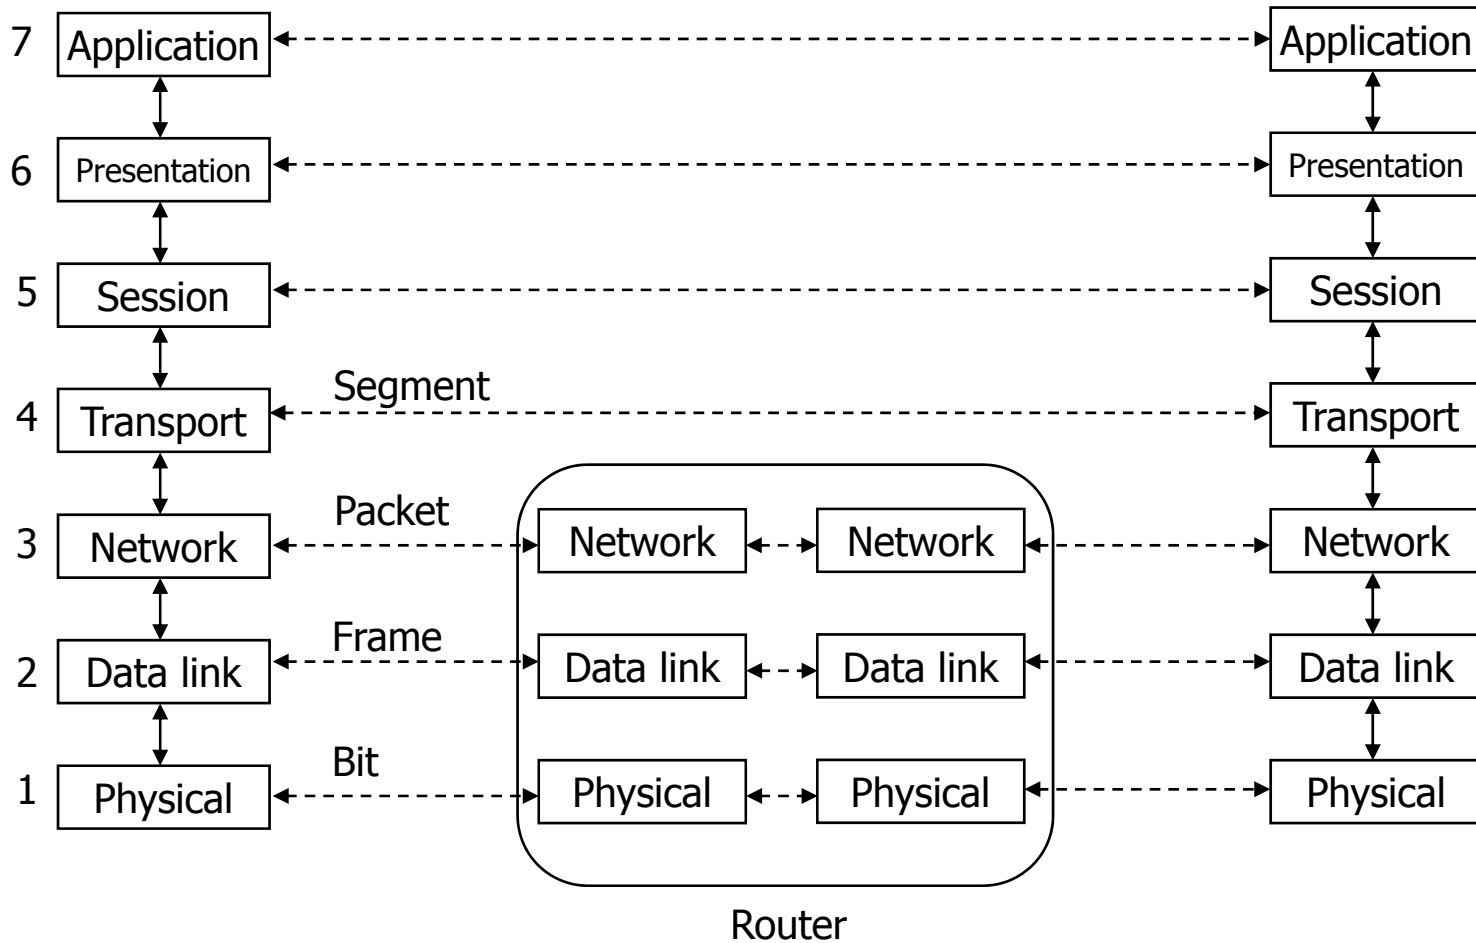 7 Application Application
6 Presentation Presentation
5 Session Session
Segment
4 Transport Transport
Packet
3 Network Network Network Network
Frame
2 Data link Data link Data link Data link
Bit
1 Physical Physical Physical Physical
Router